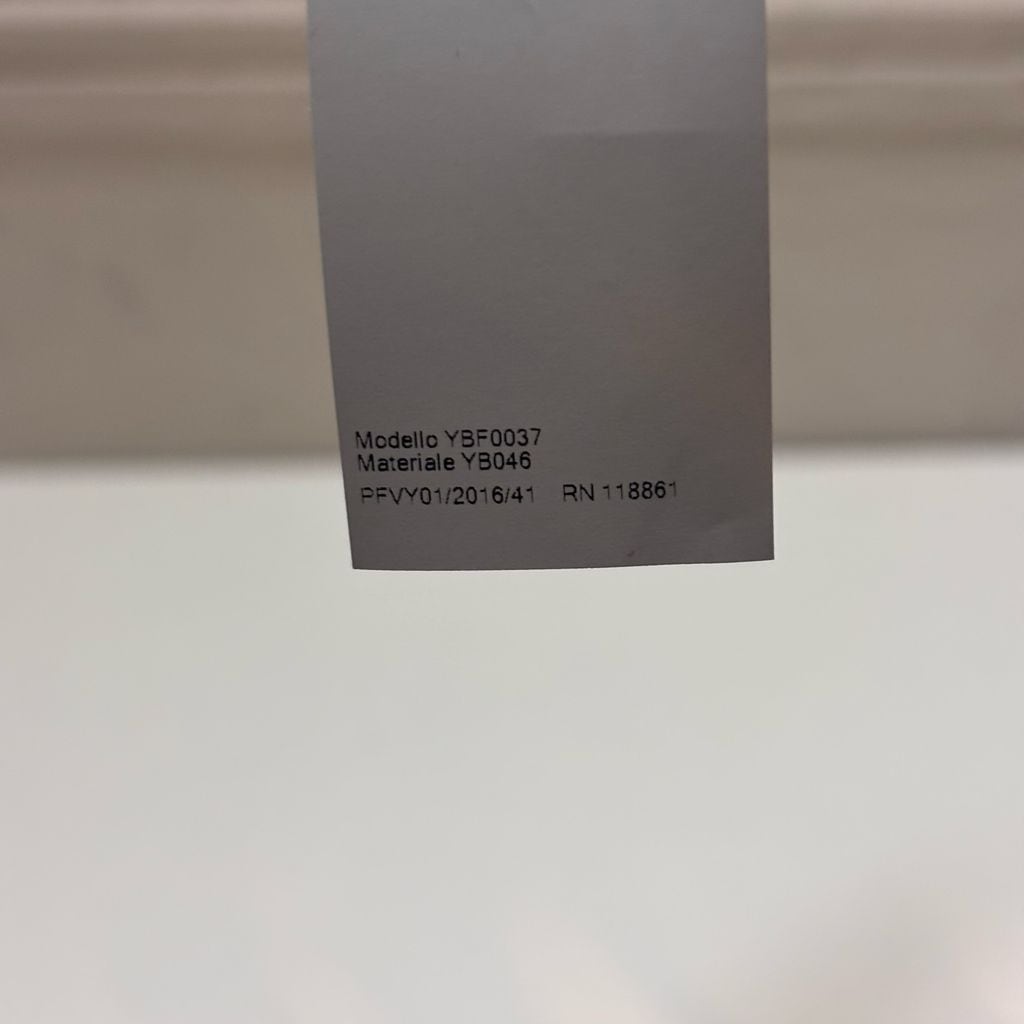 Modello YBF0037
Materiale YB046
PFVY01/2016/41 RN 118861